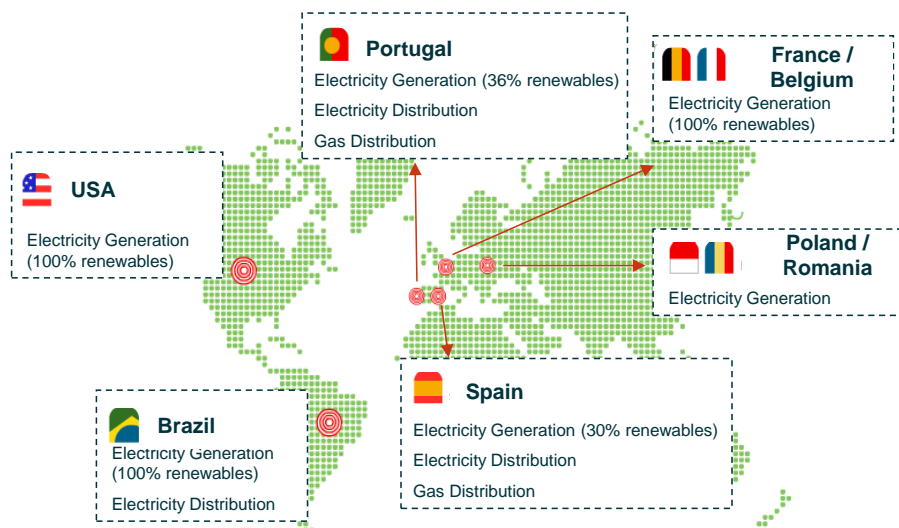 Portugal
Electricity Generation (36% renewables)
Electricity Distribution
Gas Distribution
France /
Belgium
Electricity Generation
(100% renewables)
USA
Electricity Generation
(100% renewables)
Poland /
Romania
Electricity Generation
Spain
Electricity Generation (30% renewables)
Electricity Distribution
Gas Distribution
Brazil
Electricity Generation
(100% renewables)
Electricity Distribution